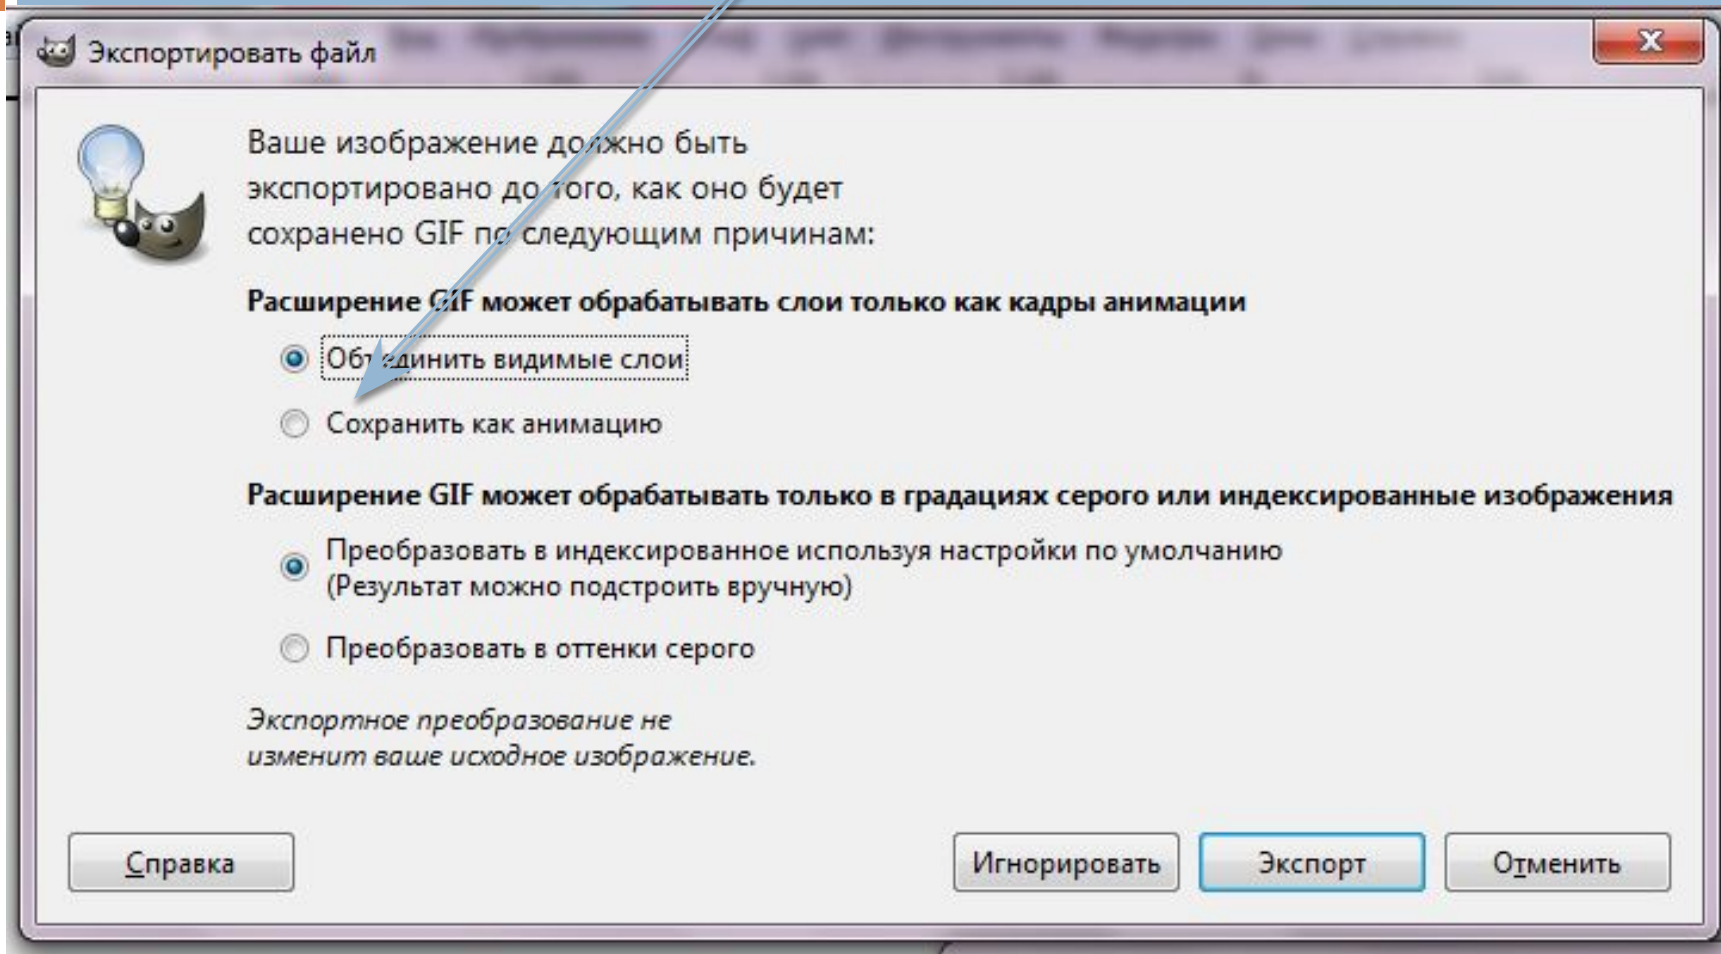 Экспортировать файл
Ваше изображение должно быть
экспортировано до того, как оно будет
сохранено GIF по следующим причинам:
Расширение GIF может обрабатывать слои только как кадры анимации
Объединить видимые слои
Сохранить как анимацию
Расширение GIF может обрабатывать только в градациях серого или индексированные изображения
Преобразовать в индексированное используя настройки по умолчанию
(Результат можно подстроить вручную)
Преобразовать в оттенки серого
Экспортное преобразование не
изменит ваше исходное изображение.
Справка
Игнорировать
Экспорт
Отменить